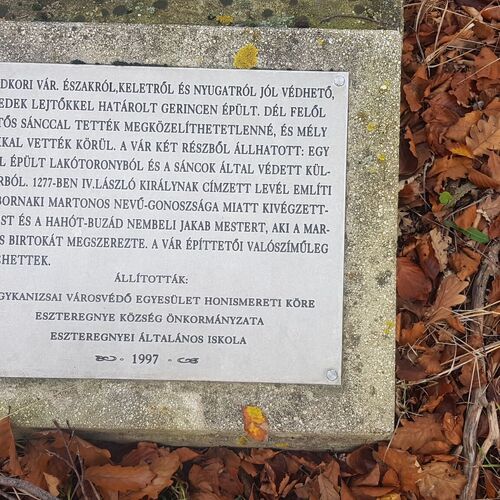 DKORI VÁR. ÉSZAKRÓL,KELETRŐL ÉS NYUGATRÓL JÓL VÉDHETŐ,
EDEK LEJTŐKKEL HATÁROLT GERINCEN ÉPÜLT. DÉL FELŐL
TÓS SÁNCCAL TETTÉK MEGKÖZELÍTHETETLENNÉ, ÉS MÉLY
KKAL VETTÉK KÖRÜL. A VÁR KÉT RÉSZBŐL ÁLLHATOTT: EGY
L ÉPÜLT LAKÓTORONYBÓL ÉS A SÁNCOK ÁLTAL VÉDETT KÜL-
RBÓL. 1277-BEN IV.LÁSZLÓ KIRÁLYNAK CÍMZETT LEVÉL EMLÍTI
BORNAKI MARTONOS NEVŰ-GONOSZSÁGA MIATT KIVÉGZETT-
ST ÉS A HAHÓT-BUZÁD NEMBELI JAKAB MESTERT, AKI A MAR-
S BIRTOKÁT MEGSZEREZTE. A VÁR ÉPÍTTETŐI VALÓSZÍMŰLEG
HETTEK.
ÁLLÍTOTTÁK:
GYKANIZSAI VÁROSVÉDŐ EGYESÜLET HONISMERETI KÖRE
ESZTEREGNYE KÖZSÉG ÖNKORMÁNYZATA
ESZTEREGNYEI ÁLTALÁNOS ISKOLA
· 1997 ·